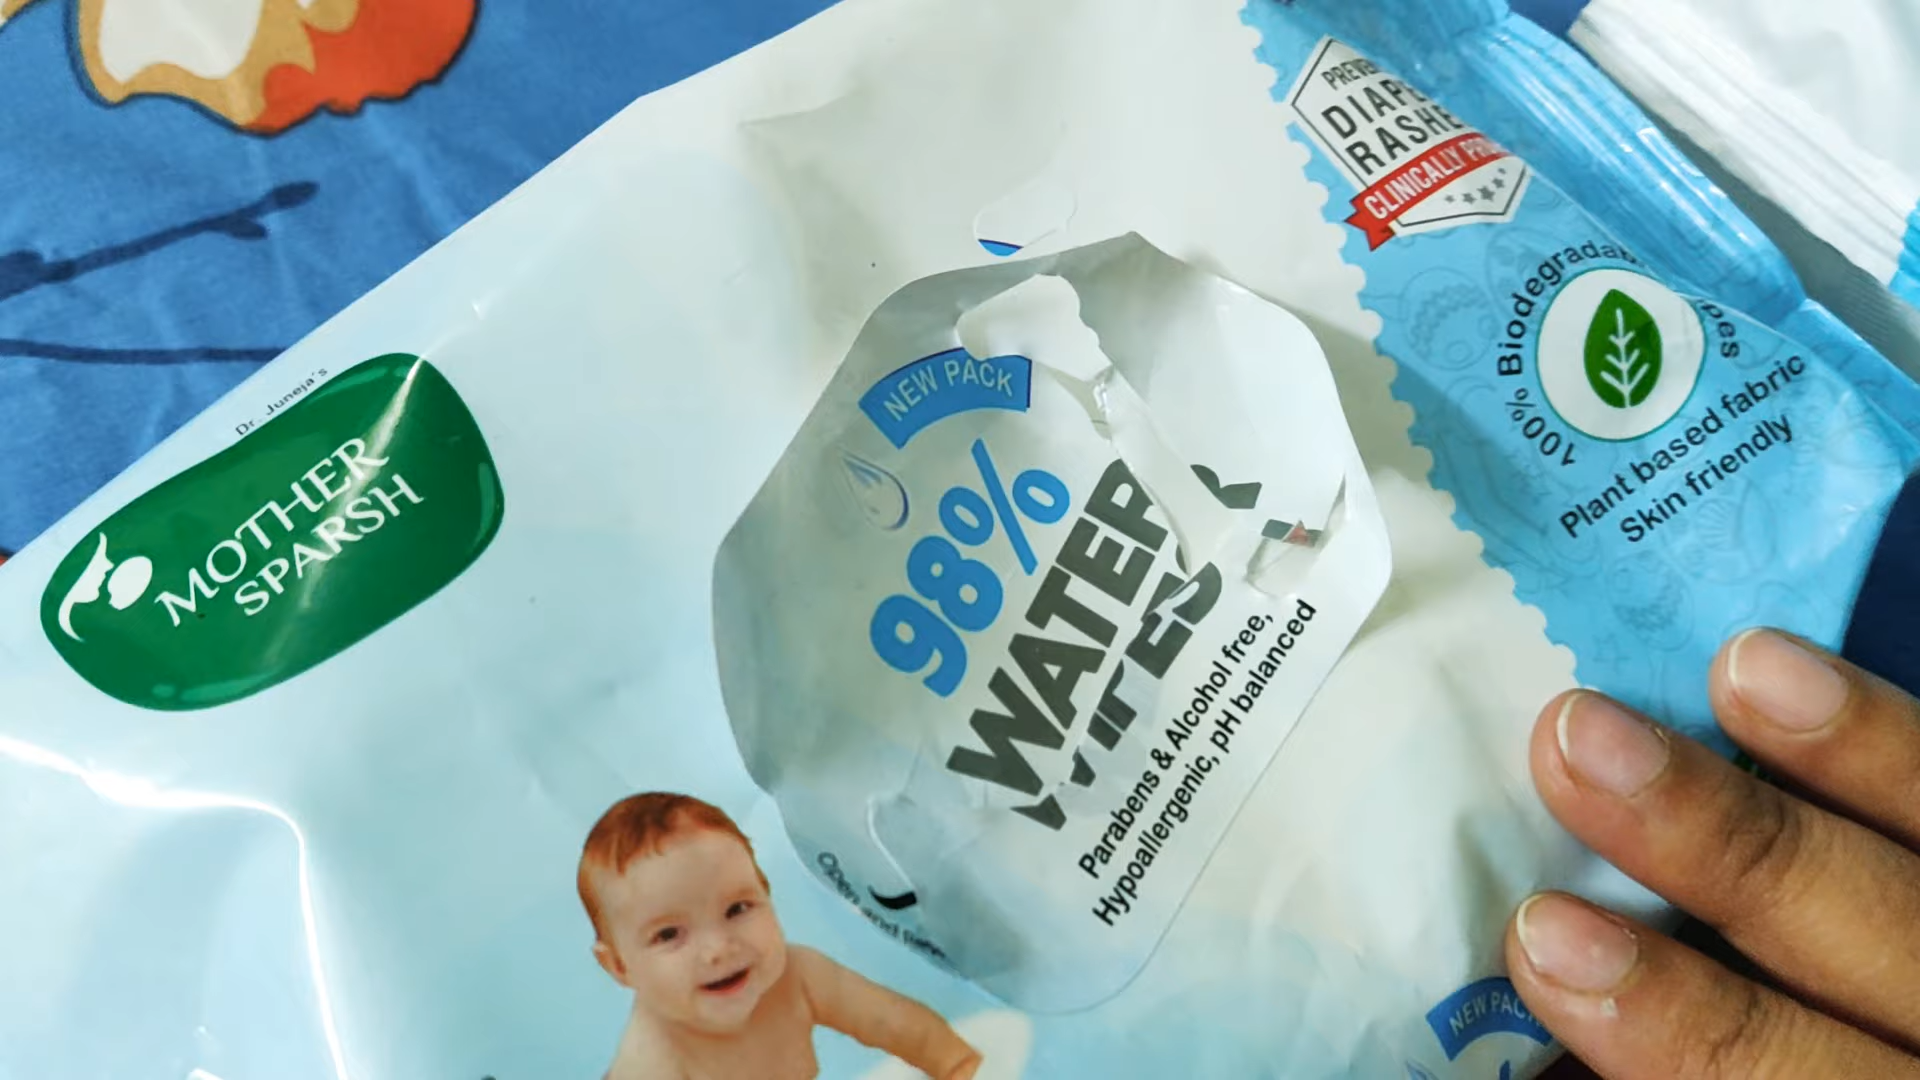 Dr. Juneja's
MOTHER
SPARSH
NEW PACK
98%
WATER
Parabens & Alcohol free,
Hypoallergenic, pH balanced
DIAPE
RASHE
CLINICALLY
100% Biodegradab
Plant based fabric
Skin friendly
NEW PACK